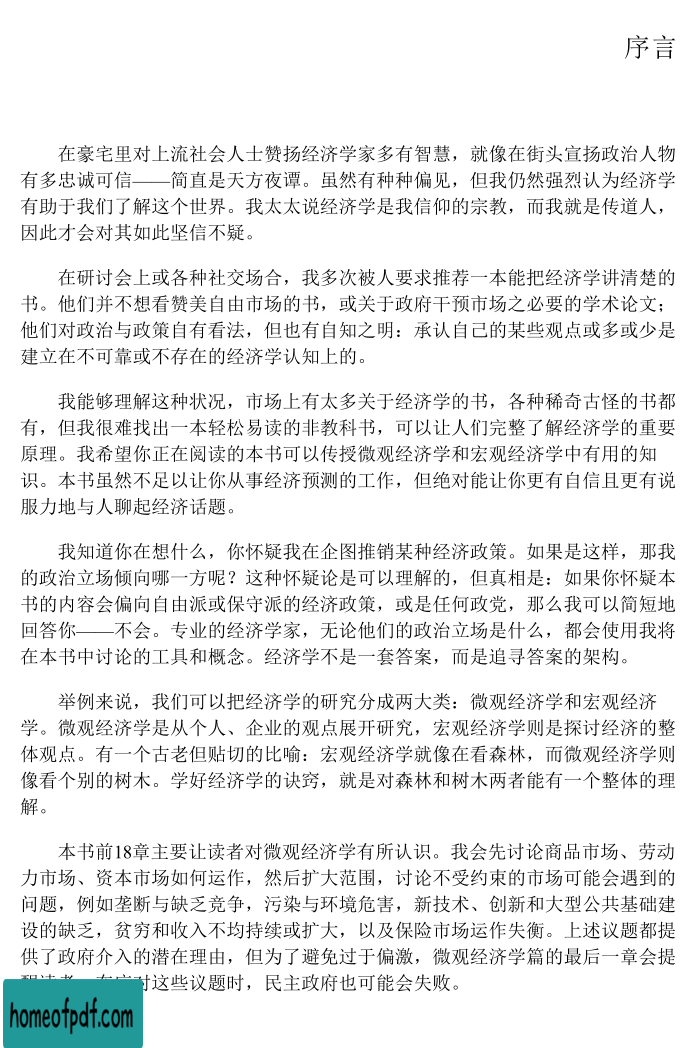 序言
在豪宅里对上流社会人士赞扬经济学家多有智慧，就像在街头宣扬政治人物
有多忠诚可信——简直是天方夜谭。虽然有种种偏见，但我仍然强烈认为经济学
有助于我们了解这个世界。我太太说经济学是我信仰的宗教，而我就是传道人，
因此才会对其如此坚信不疑。
在研讨会上或各种社交场合，我多次被人要求推荐一本能把经济学讲清楚的
书。他们并不想看赞美自由市场的书，或关于政府干预市场之必要的学术论文；
他们对政治与政策自有看法，但也有自知之明：承认自己的某些观点或多或少是
建立在不可靠或不存在的经济学认知上的。
我能够理解这种状况，市场上有太多关于经济学的书，各种稀奇古怪的书都
有，但我很难找出一本轻松易读的非教科书，可以让人们完整了解经济学的重要
原理。我希望你正在阅读的本书可以传授微观经济学和宏观经济学中有用的知
识。本书虽然不足以让你从事经济预测的工作，但绝对能让你更有自信且更有说
服力地与人聊起经济话题。
我知道你在想什么，你怀疑我在企图推销某种经济政策。如果是这样，那我
的政治立场倾向哪一方呢？这种怀疑论是可以理解的，但真相是：如果你怀疑本
书的内容会偏向自由派或保守派的经济政策，或是任何政党，那么我可以简短地
回答你——不会。专业的经济学家，无论他们的政治立场是什么，都会使用我将
在本书中讨论的工具和概念。经济学不是一套答案，而是追寻答案的架构。
举例来说，我们可以把经济学的研究分成两大类：微观经济学和宏观经济
学。微观经济学是从个人、企业的观点展开研究，宏观经济学则是探讨经济的整
体观点。有一个古老但贴切的比喻：宏观经济学就像在看森林，而微观经济学则
像看个别的树木。学好经济学的诀窍，就是对森林和树木两者能有一个整体的理
解。
本书前18章主要让读者对微观经济学有所认识。我会先讨论商品市场、劳动
力市场、资本市场如何运作，然后扩大范围，讨论不受约束的市场可能会遇到的
问题，例如垄断与缺乏竞争，污染与环境危害，新技术、创新和大型公共基础建
设的缺乏，贫穷和收入不均持续或扩大，以及保险市场运作失衡。上述议题都提
供了政府介入的潜在理由，但为了避免过于偏激，微观经济学篇的最后一章会提
对这些议题时，民主政府也可能会失败。
homeofpdf.com